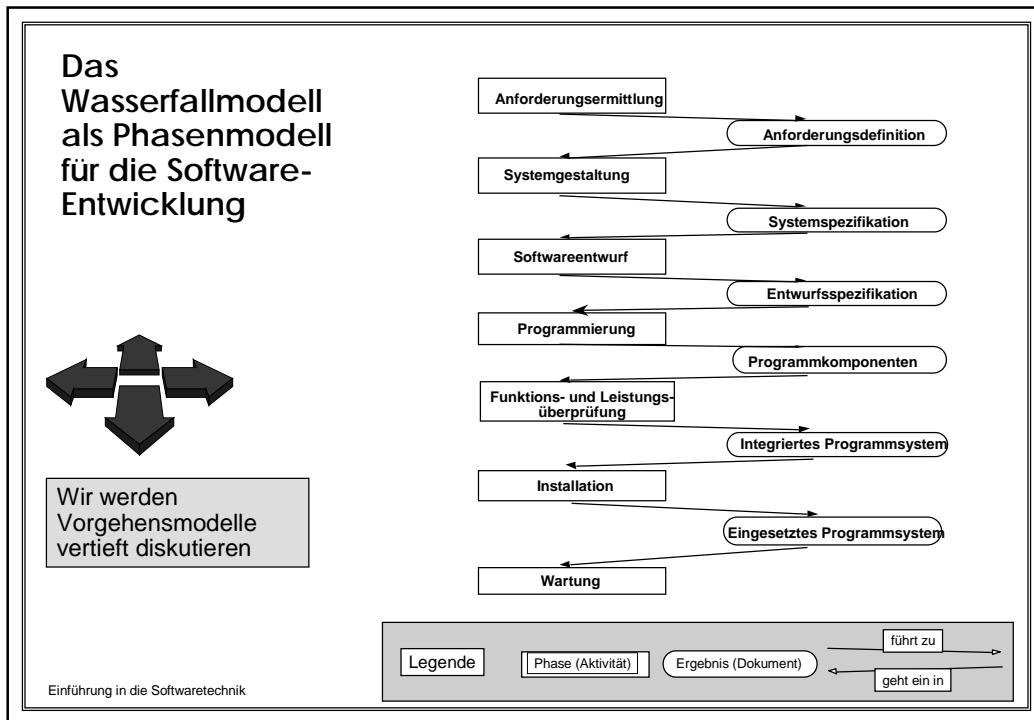 Das
Wasserfallmodell
als Phasenmodell
für die Software-
Entwicklung
Anforderungsermittlung
Anforderungsdefinition
Systemgestaltung
Systemspezifikation
Softwareentwurf
Entwurfsspezifikation
Programmierung
Programmkomponenten
Funktions- und Leistungs-
überprüfung
Integriertes Programmsystem
Installation
Eingesetztes Programmsystem
Wartung
Wir werden
Vorgehensmodelle
vertieft diskutieren
Legende
Phase (Aktivität)
Ergebnis (Dokument)
führt zu
geht ein in
Einführung in die Softwaretechnik